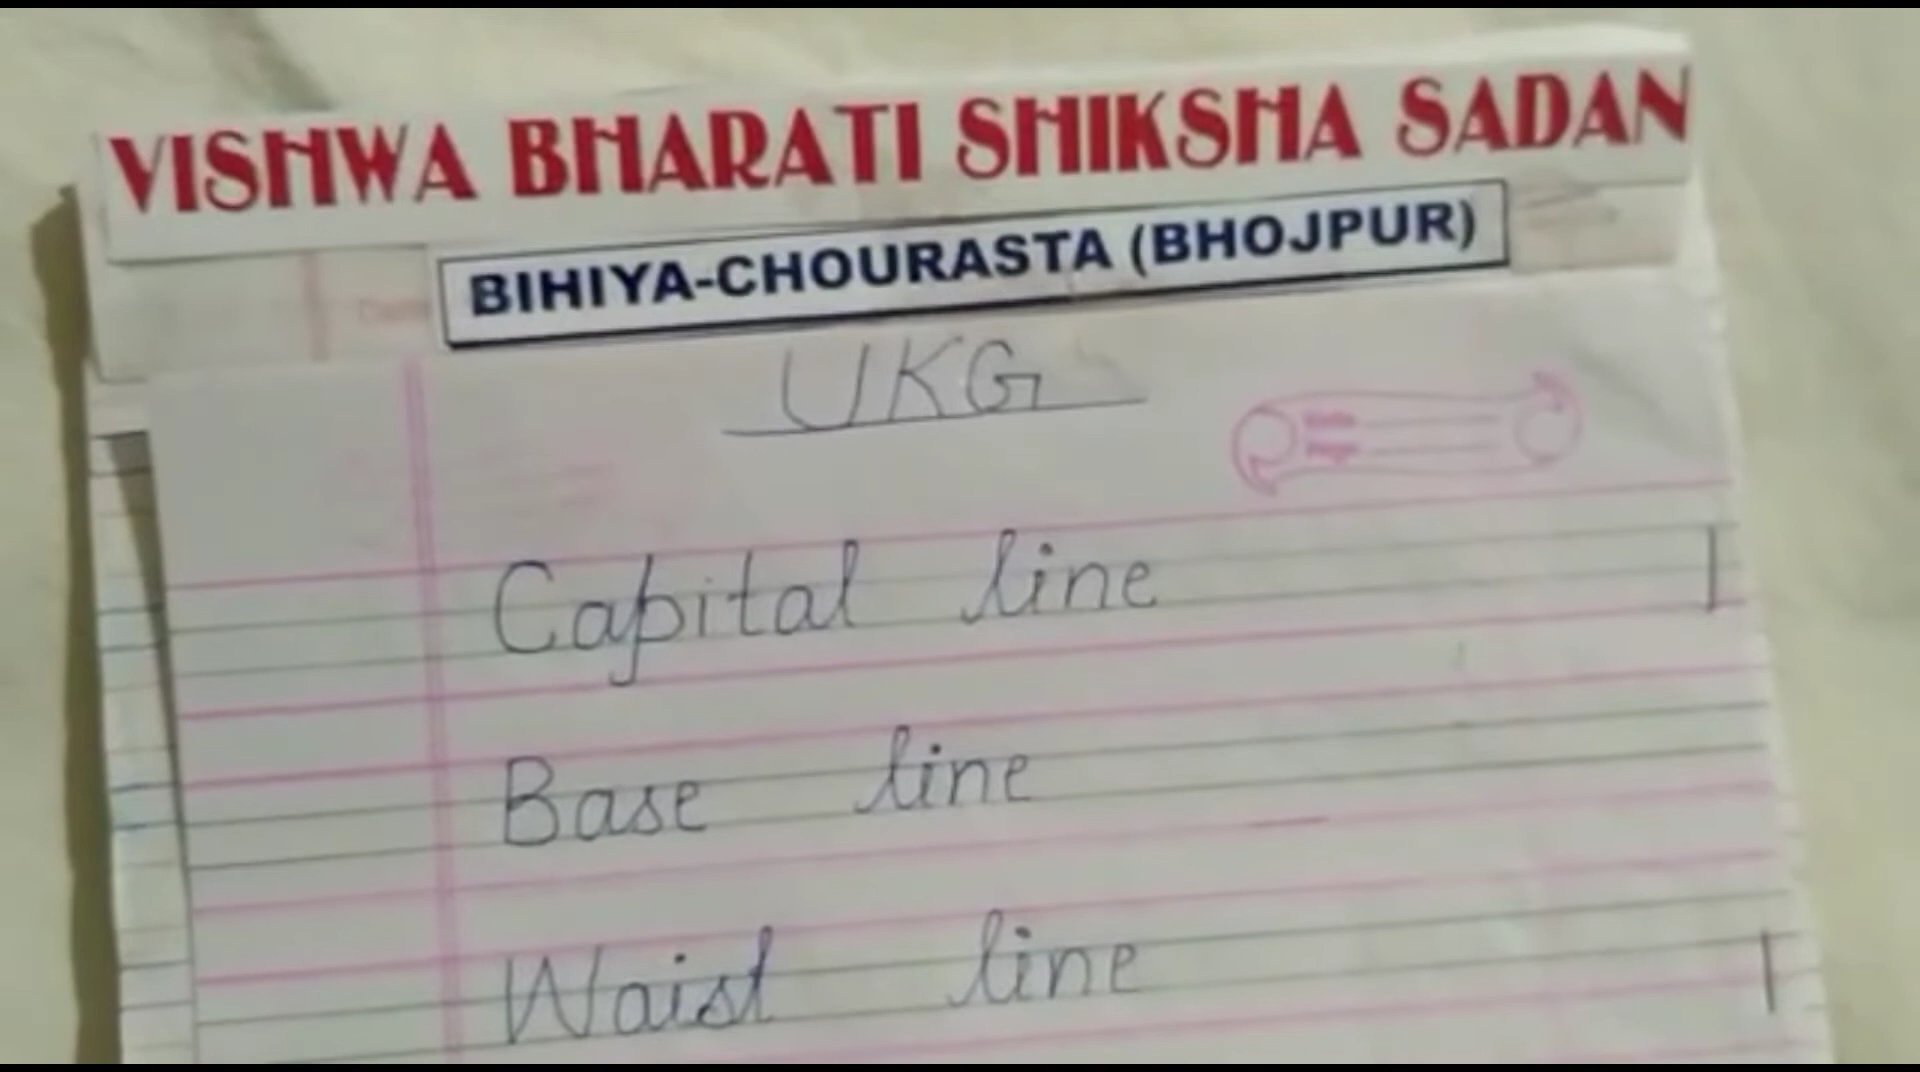 VISHWA BHARATI SHIKSHA SADAN
BIHIYA-CHOURASTA (BHOJPUR)
UKG
Capital line
Base line
Waist line